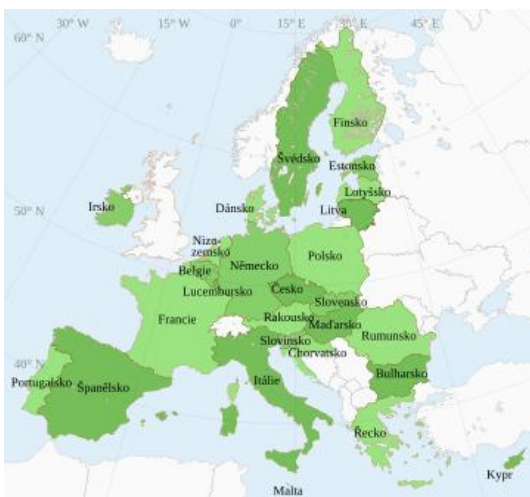 30° W
15° W
0°
15° E
30° E
45° E
60° N
Finsko
Švédsko
Estonsko
Lotyšsko
Litva
Irsko
Dánsko
50° N
Nizo-
zemsko
Belgie
Německo
Polsko
Lucembursko
Česko
Slovensko
Francie
Rakousko
Maďarsko
Slovinsko
Rumunsko
Chorvatsko
40° N
Portugalsko
Španělsko
Itálie
Bulharsko
Řecko
Kypr
Malta